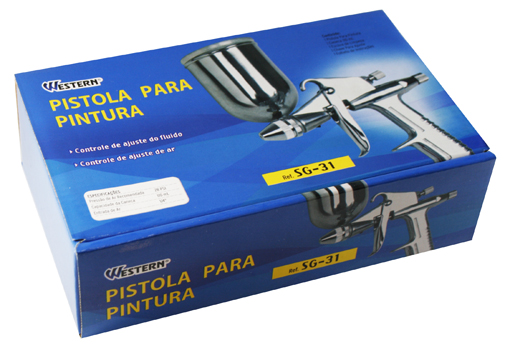 WESTERN
PISTOLA PARA
PINTURA
Controle de ajuste do fluido
Controle de ajuste de ar
Ref. SG-31
ESPECIFICAÇÕES
WESTERN
PISTOLA PARA
PINTURA
Ref. SG-31